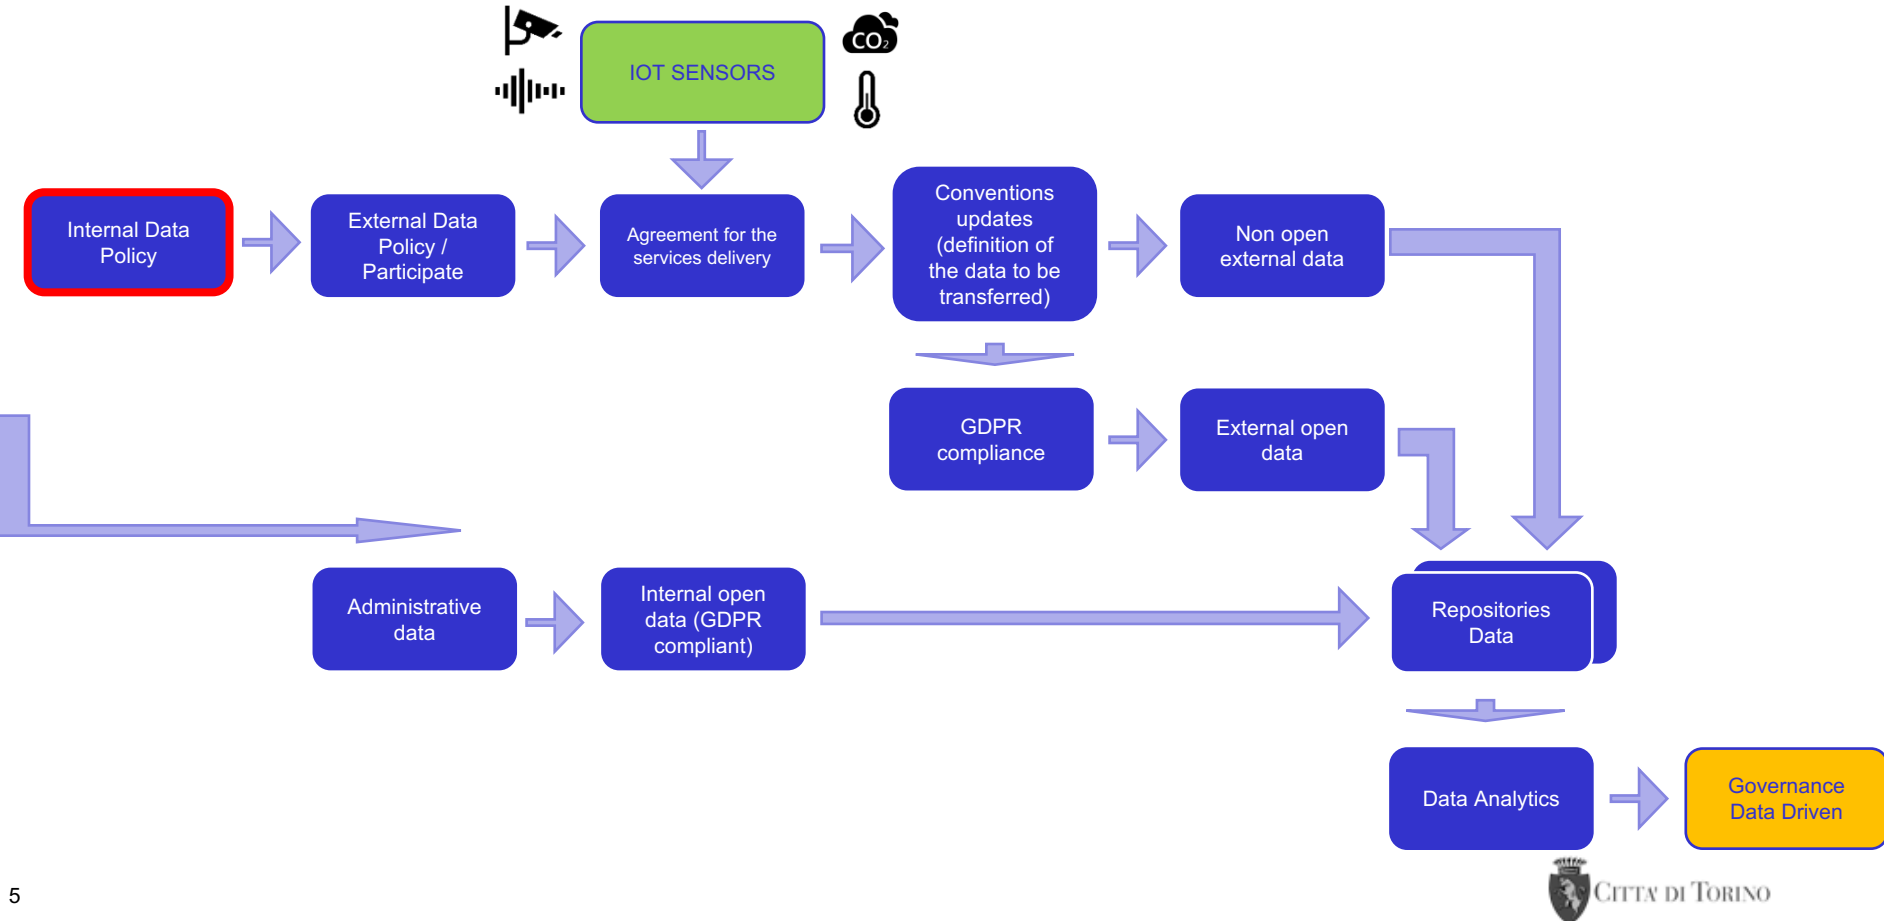 CO2
IOT SENSORS
Internal Data
Policy
External Data
Policy /
Participate
Agreement for the
services delivery
Conventions
updates
(definition of
the data to be
transferred)
Non open
external data
GDPR
compliance
External open
data
Administrative
data
Internal open
data (GDPR
compliant)
Repositories
Data
Data Analytics
Governance
Data Driven
5
CITTA' DI TORINO